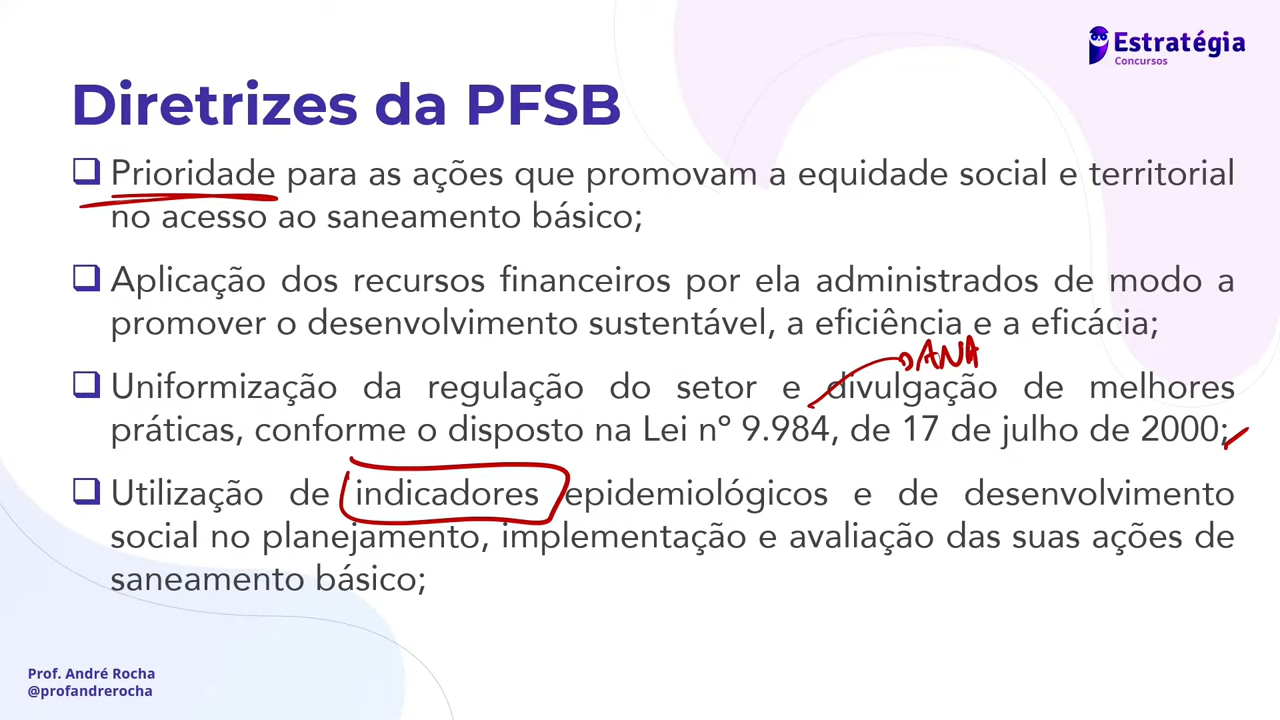 Estratégia
Concursos
Diretrizes da PFSB
Prioridade para as ações que promovam a equidade social e territorial
no acesso ao saneamento básico;
Aplicação dos recursos financeiros por ela administrados de modo a
promover o desenvolvimento sustentável, a eficiência e a eficácia;
ANA
Uniformização da regulação do setor e divulgação de melhores
práticas, conforme o disposto na Lei nº 9.984, de 17 de julho de 2000;
Utilização de indicadores epidemiológicos e de desenvolvimento
social no planejamento, implementação e avaliação das suas ações de
saneamento básico;
Prof. André Rocha
@profandrerocha